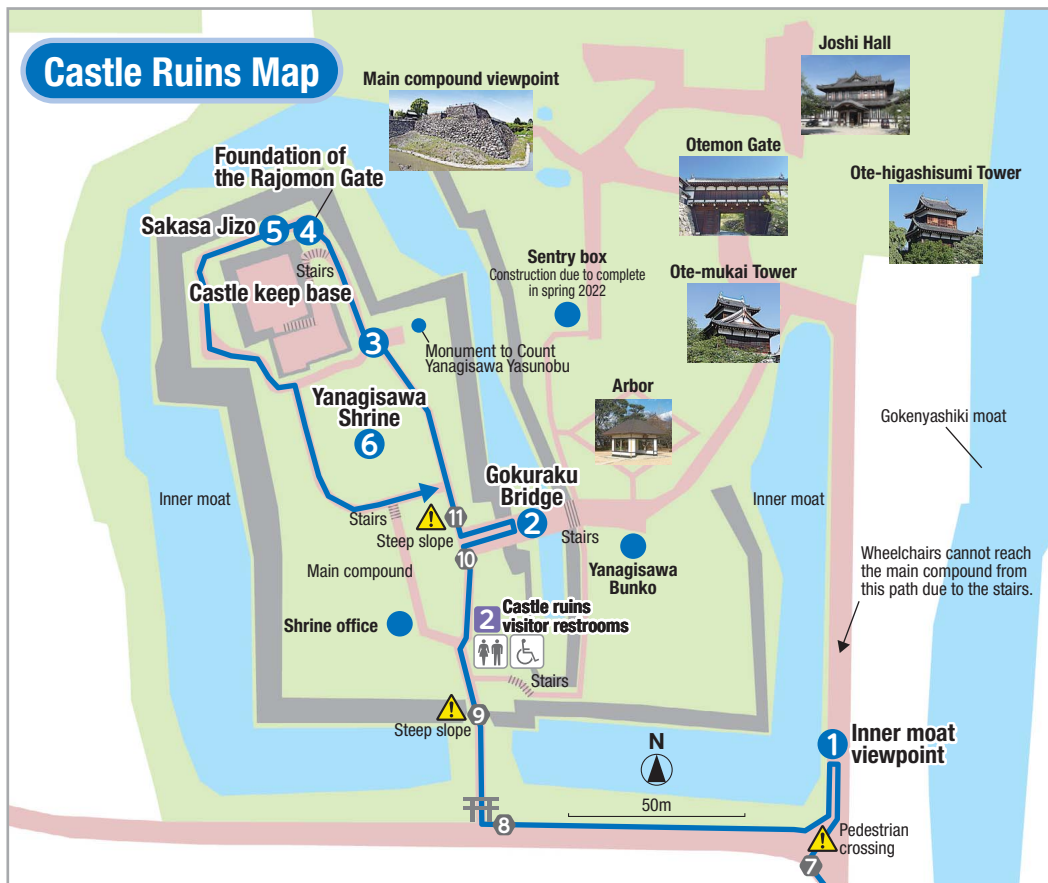 Castle Ruins Map
Main compound viewpoint
Joshi Hall
Foundation of
the Rajomon Gate
Otemon Gate
Ote-higashisumi Tower
Sakasa Jizo
5
4
Stairs
Castle keep base
Sentry box
Construction due to complete
in spring 2022
Ote-mukai Tower
3
Monument to Count
Yanagisawa Yasunobu
Yanagisawa
Shrine
6
Arbor
Gokenyashiki moat
Gokuraku
Bridge
2
Inner moat
Inner moat
Stairs
11
Steep slope
10
Stairs
Main compound
Yanagisawa
Bunko
Wheelchairs cannot reach
the main compound from
this path due to the stairs.
2
Castle ruins
visitor restrooms
Shrine office
Stairs
9
Steep slope
1
Inner moat
viewpoint
N
50m
8
Pedestrian
crossing
7